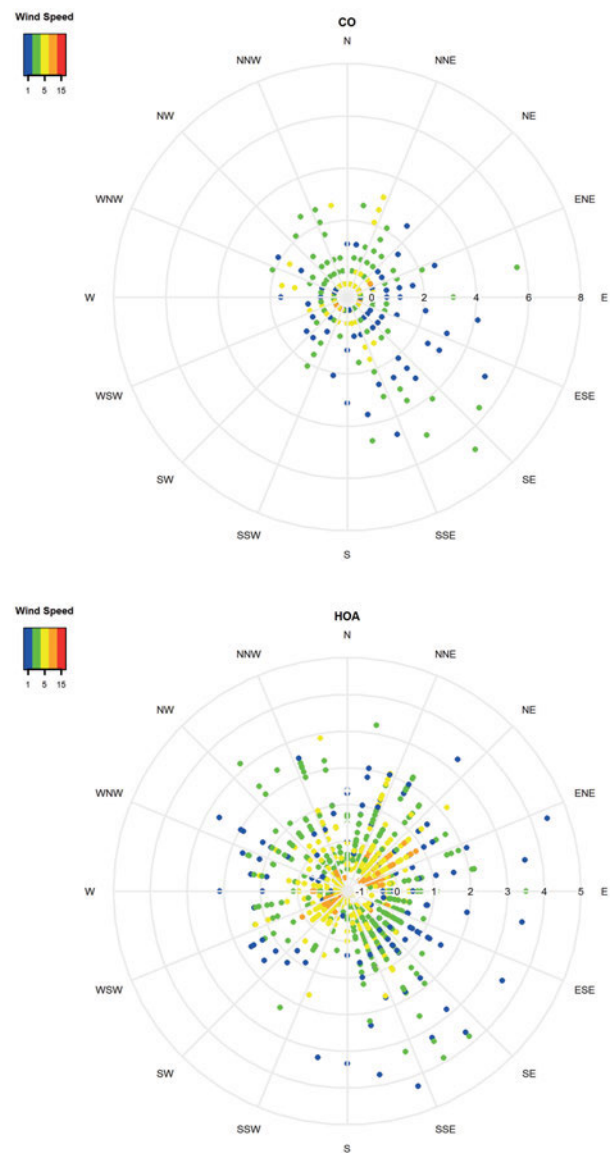 Wind Speed
1 5 15
CO
N
NNW NNE
NW NE
WNW ENE
W 0 2 4 6 8 E
WSW ESE
SW SE
SSW SSE
S
Wind Speed
1 5 15
HOA
N
NNW NNE
NW NE
WNW ENE
W -1 0 1 2 3 4 5 E
WSW ESE
SW SE
SSW SSE
S